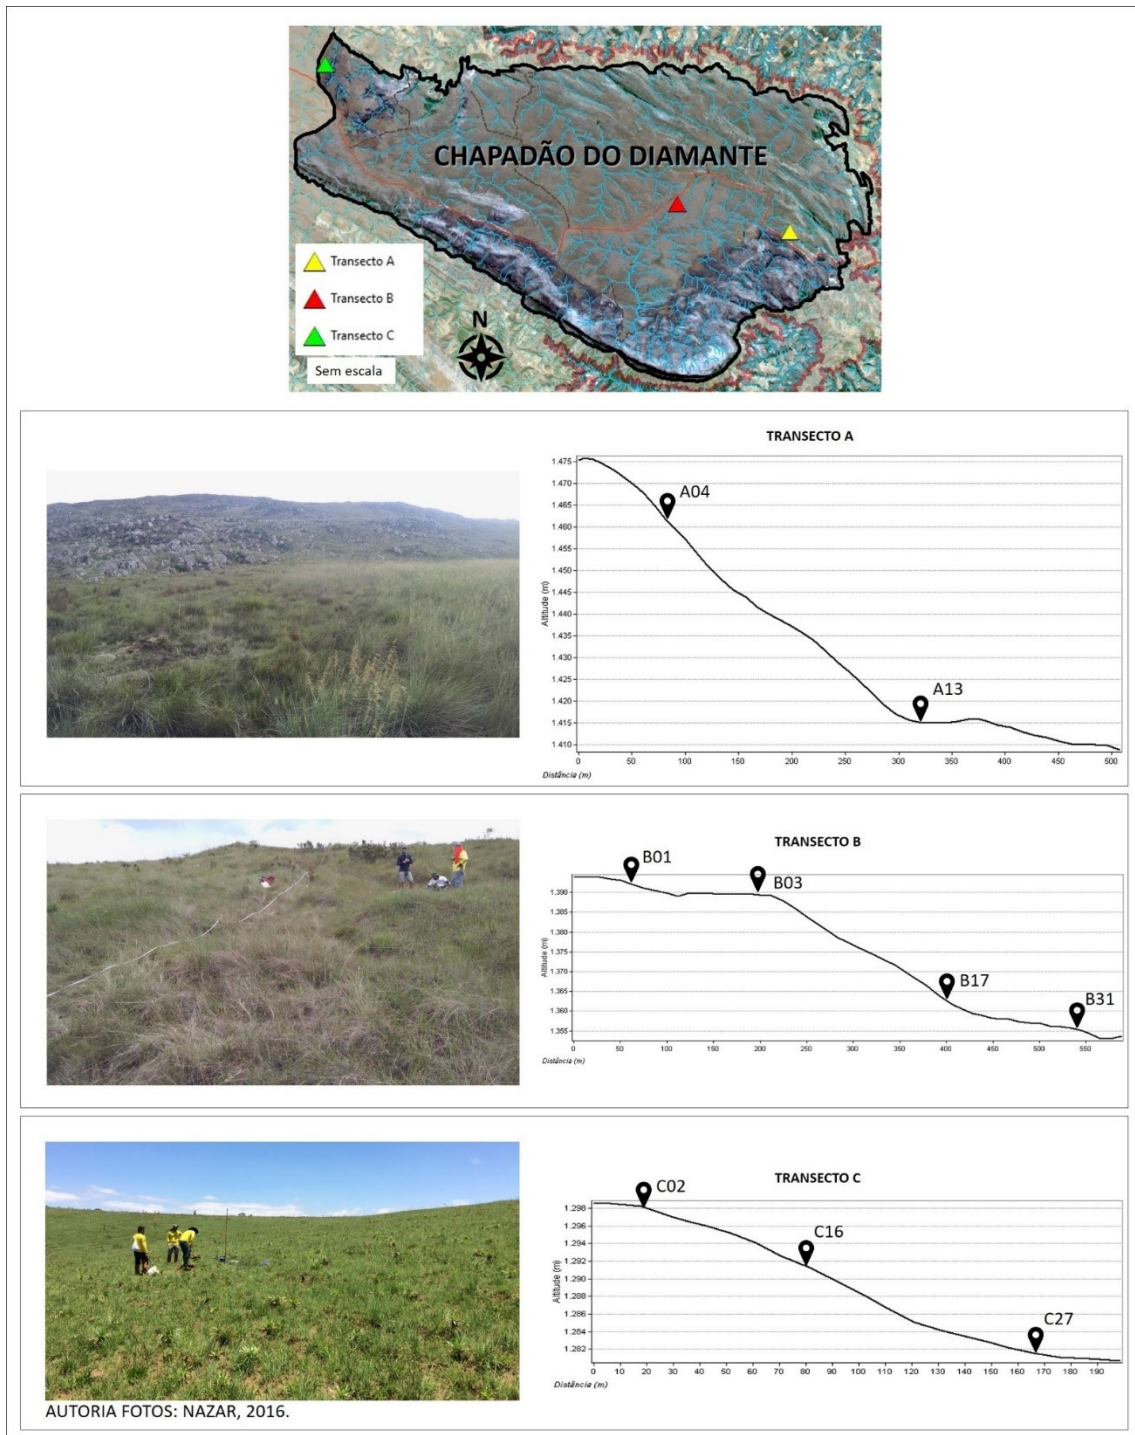 CHAPADÃO DO DIAMANTE
Transecto A
Transecto B
Transecto C
N
Sem escala
TRANSECTO A
Altitude (m)
1.475
1.465
1.460
1.455
1.450
1.445
1.440
1.435
1.430
1.425
1.420
1.415
1.410
A04
A13
0 50 100 150 200 250 300 350 400 450 500
Distância (m)
TRANSECTO B
Altitude (m)
1.390
1.385
1.380
1.375
1.370
1.365
1.360
1.355
B01
B03
B17
B31
0 50 100 150 200 250 300 350 400 450 500 550
Distância (m)
TRANSECTO C
Altitude (m)
1.298
1.296
1.294
1.292
1.290
1.288
1.286
1.284
1.282
C02
C16
C27
0 10 20 30 40 50 60 70 80 90 100 110 120 130 140 150 160 170 180 190
Distância (m)
AUTORIA FOTOS: NAZAR, 2016.